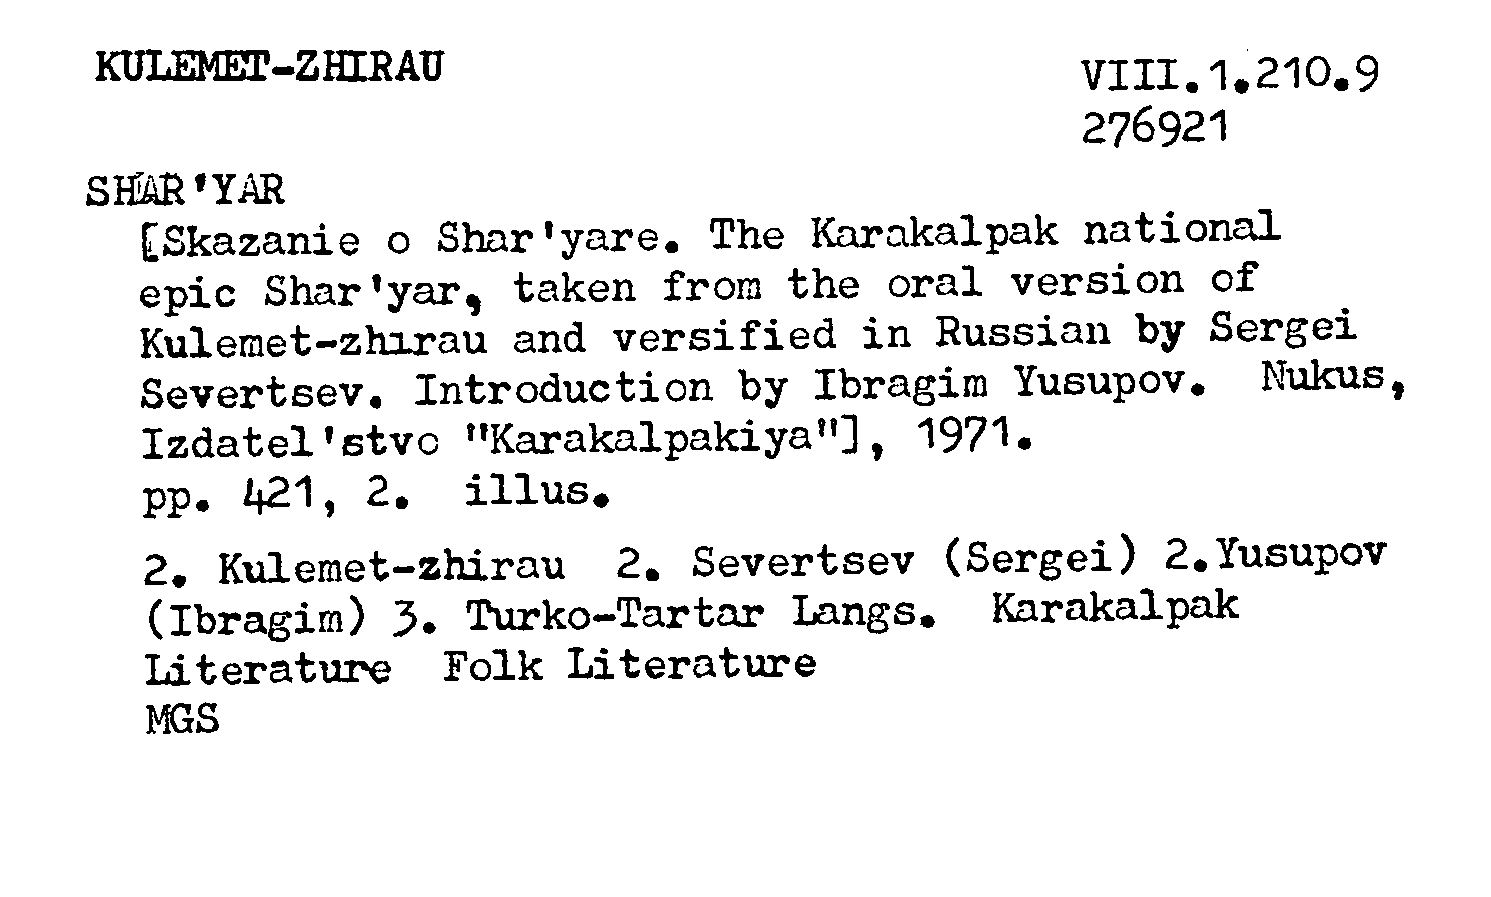 KULEMET-ZHIRAU
VIII.1.210.9
276921
SHAR'YAR
[Skazanie o Shar'yare. The Karakalpak national
epic Shar'yar, taken from the oral version of
Kulemet-zhirau and versified in Russian by Sergei
Severtsev. Introduction by Ibragim Yusupov. Nukus,
Izdatel'stvo "Karakalpakiya"], 1971.
pp. 421, 2. illus.
2. Kulemet-zhirau 2. Severtsev (Sergei) 2.Yusupov
(Ibragim) 3. Turko-Tartar Langs. Karakalpak
Literature Folk Literature
MGS